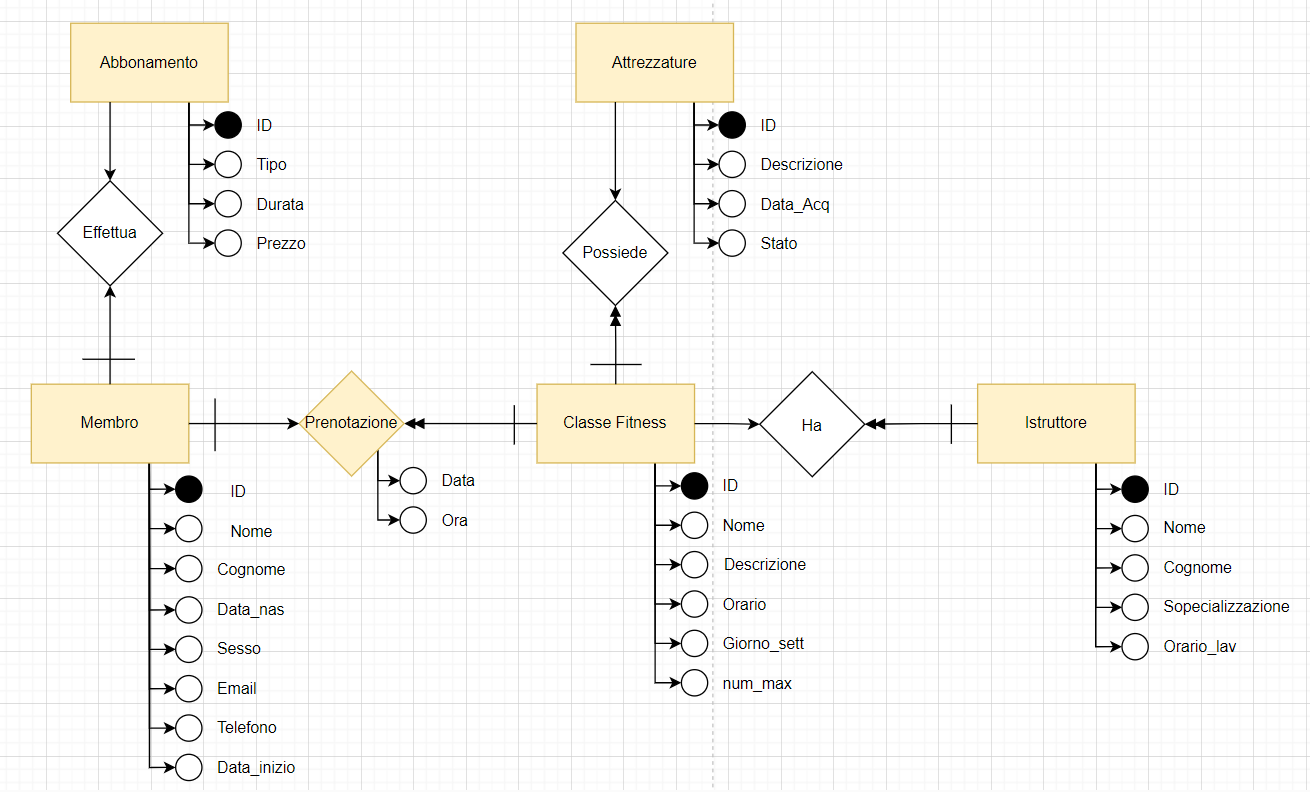 Abbonamento
ID
Tipo
Durata
Prezzo
Effettua
Attrezzature
ID
Descrizione
Data_Acq
Stato
Possiede
Membro
Prenotazione
Classe Fitness
Ha
Istruttore
ID
Nome
Cognome
Data_nas
Sesso
Email
Telefono
Data_inizio
Data
Ora
ID
Nome
Descrizione
Orario
Giorno_sett
num_max
ID
Nome
Cognome
Sopecializzazione
Orario_lav